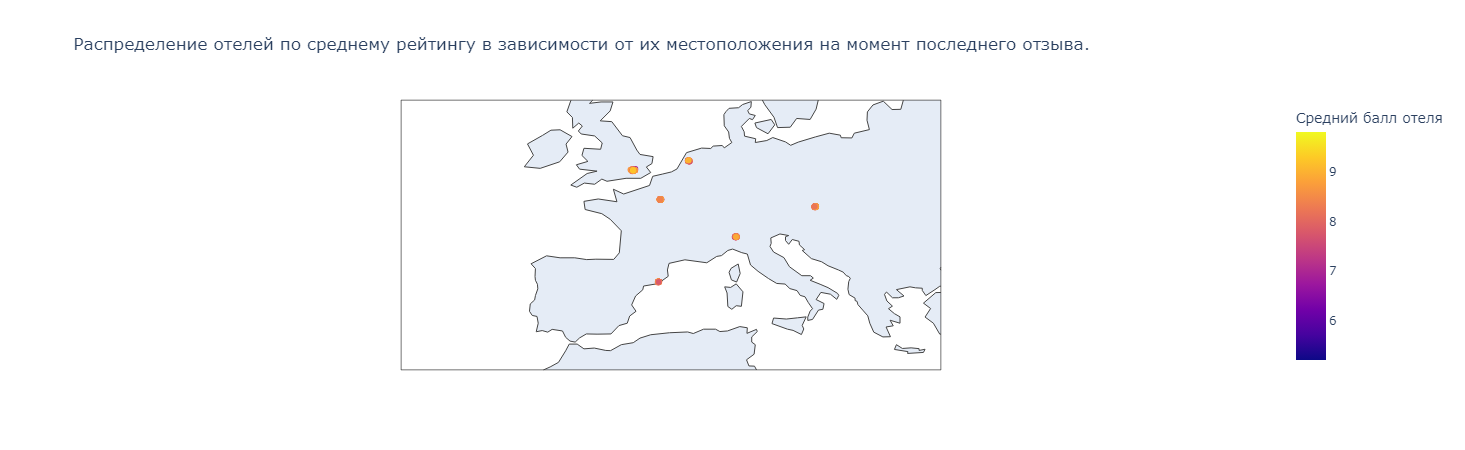 Распределение отелей по среднему рейтингу в зависимости от их местоположения на момент последнего отзыва.
Средний балл отеля
9
8
7
6